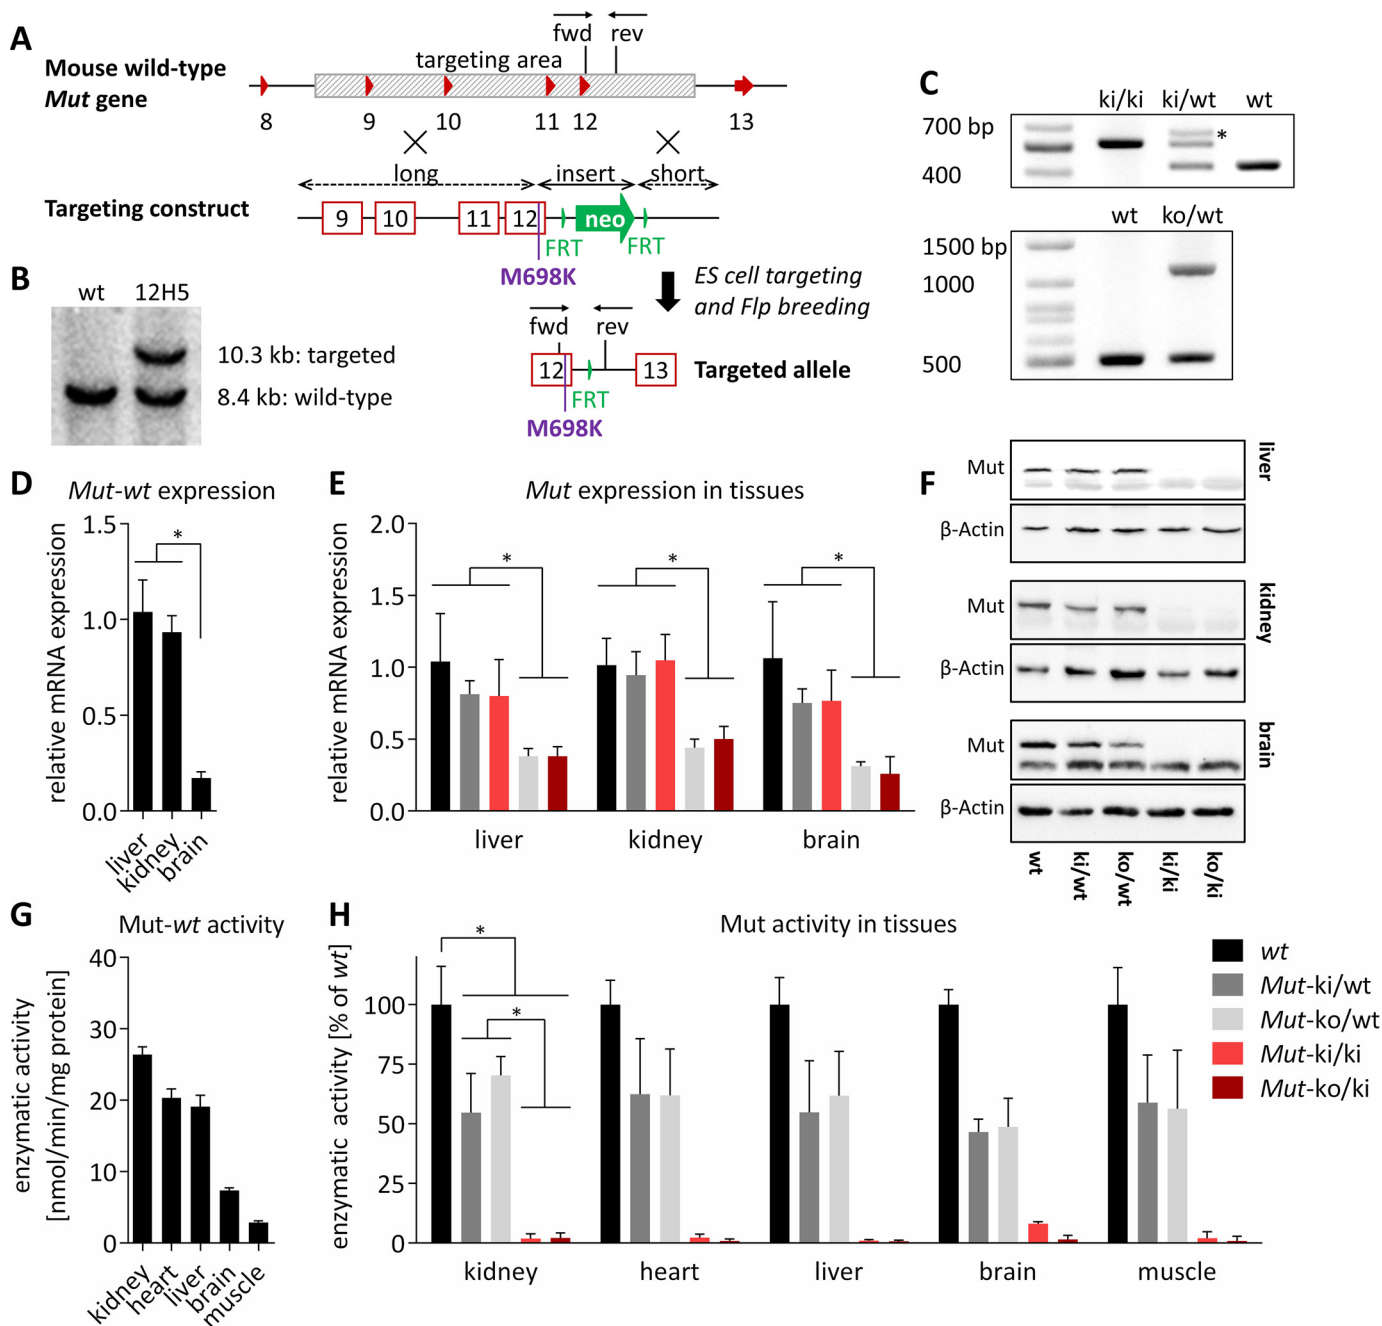 A
Mouse wild-type
Mut gene
targeting area
fwd
rev
8
9
10
11
12
13
long
insert
short
Targeting construct
9
10
11
12
neo
FRT
FRT
M698K
ES cell targeting
and Flp breeding
fwd
rev
12
13
Targeted allele
FRT
M698K
B
wt
12H5
10.3 kb: targeted
8.4 kb: wild-type
C
ki/ki
ki/wt
wt
700 bp
*
400
wt
ko/wt
1500 bp
1000
500
D
Mut-wt expression
relative mRNA expression
*
1.5
1.0
0.5
0.0
liver
kidney
brain
E
Mut expression in tissues
relative mRNA expression
2.0
1.5
1.0
0.5
0.0
*
*
*
liver
kidney
brain
F
Mut
β-Actin
liver
Mut
β-Actin
kidney
Mut
β-Actin
brain
wt
ki/wt
ko/wt
ki/ki
ko/ki
G
Mut-wt activity
enzymatic activity
[nmol/min/mg protein]
40
30
20
10
0
kidney
heart
liver
brain
muscle
H
Mut activity in tissues
enzymatic activity [% of wt]
100
75
50
25
0
*
*
kidney
heart
liver
brain
muscle
wt
Mut-ki/wt
Mut-ko/wt
Mut-ki/ki
Mut-ko/ki